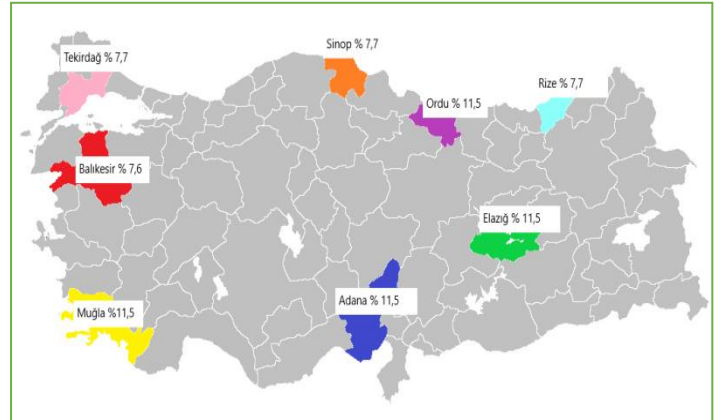 Sinop % 7,7
Tekirdağ % 7,7
Rize % 7,7
Ordu % 11,5
Balıkesir % 7,6
Elazığ % 11,5
Adana % 11,5
Muğla %11,5